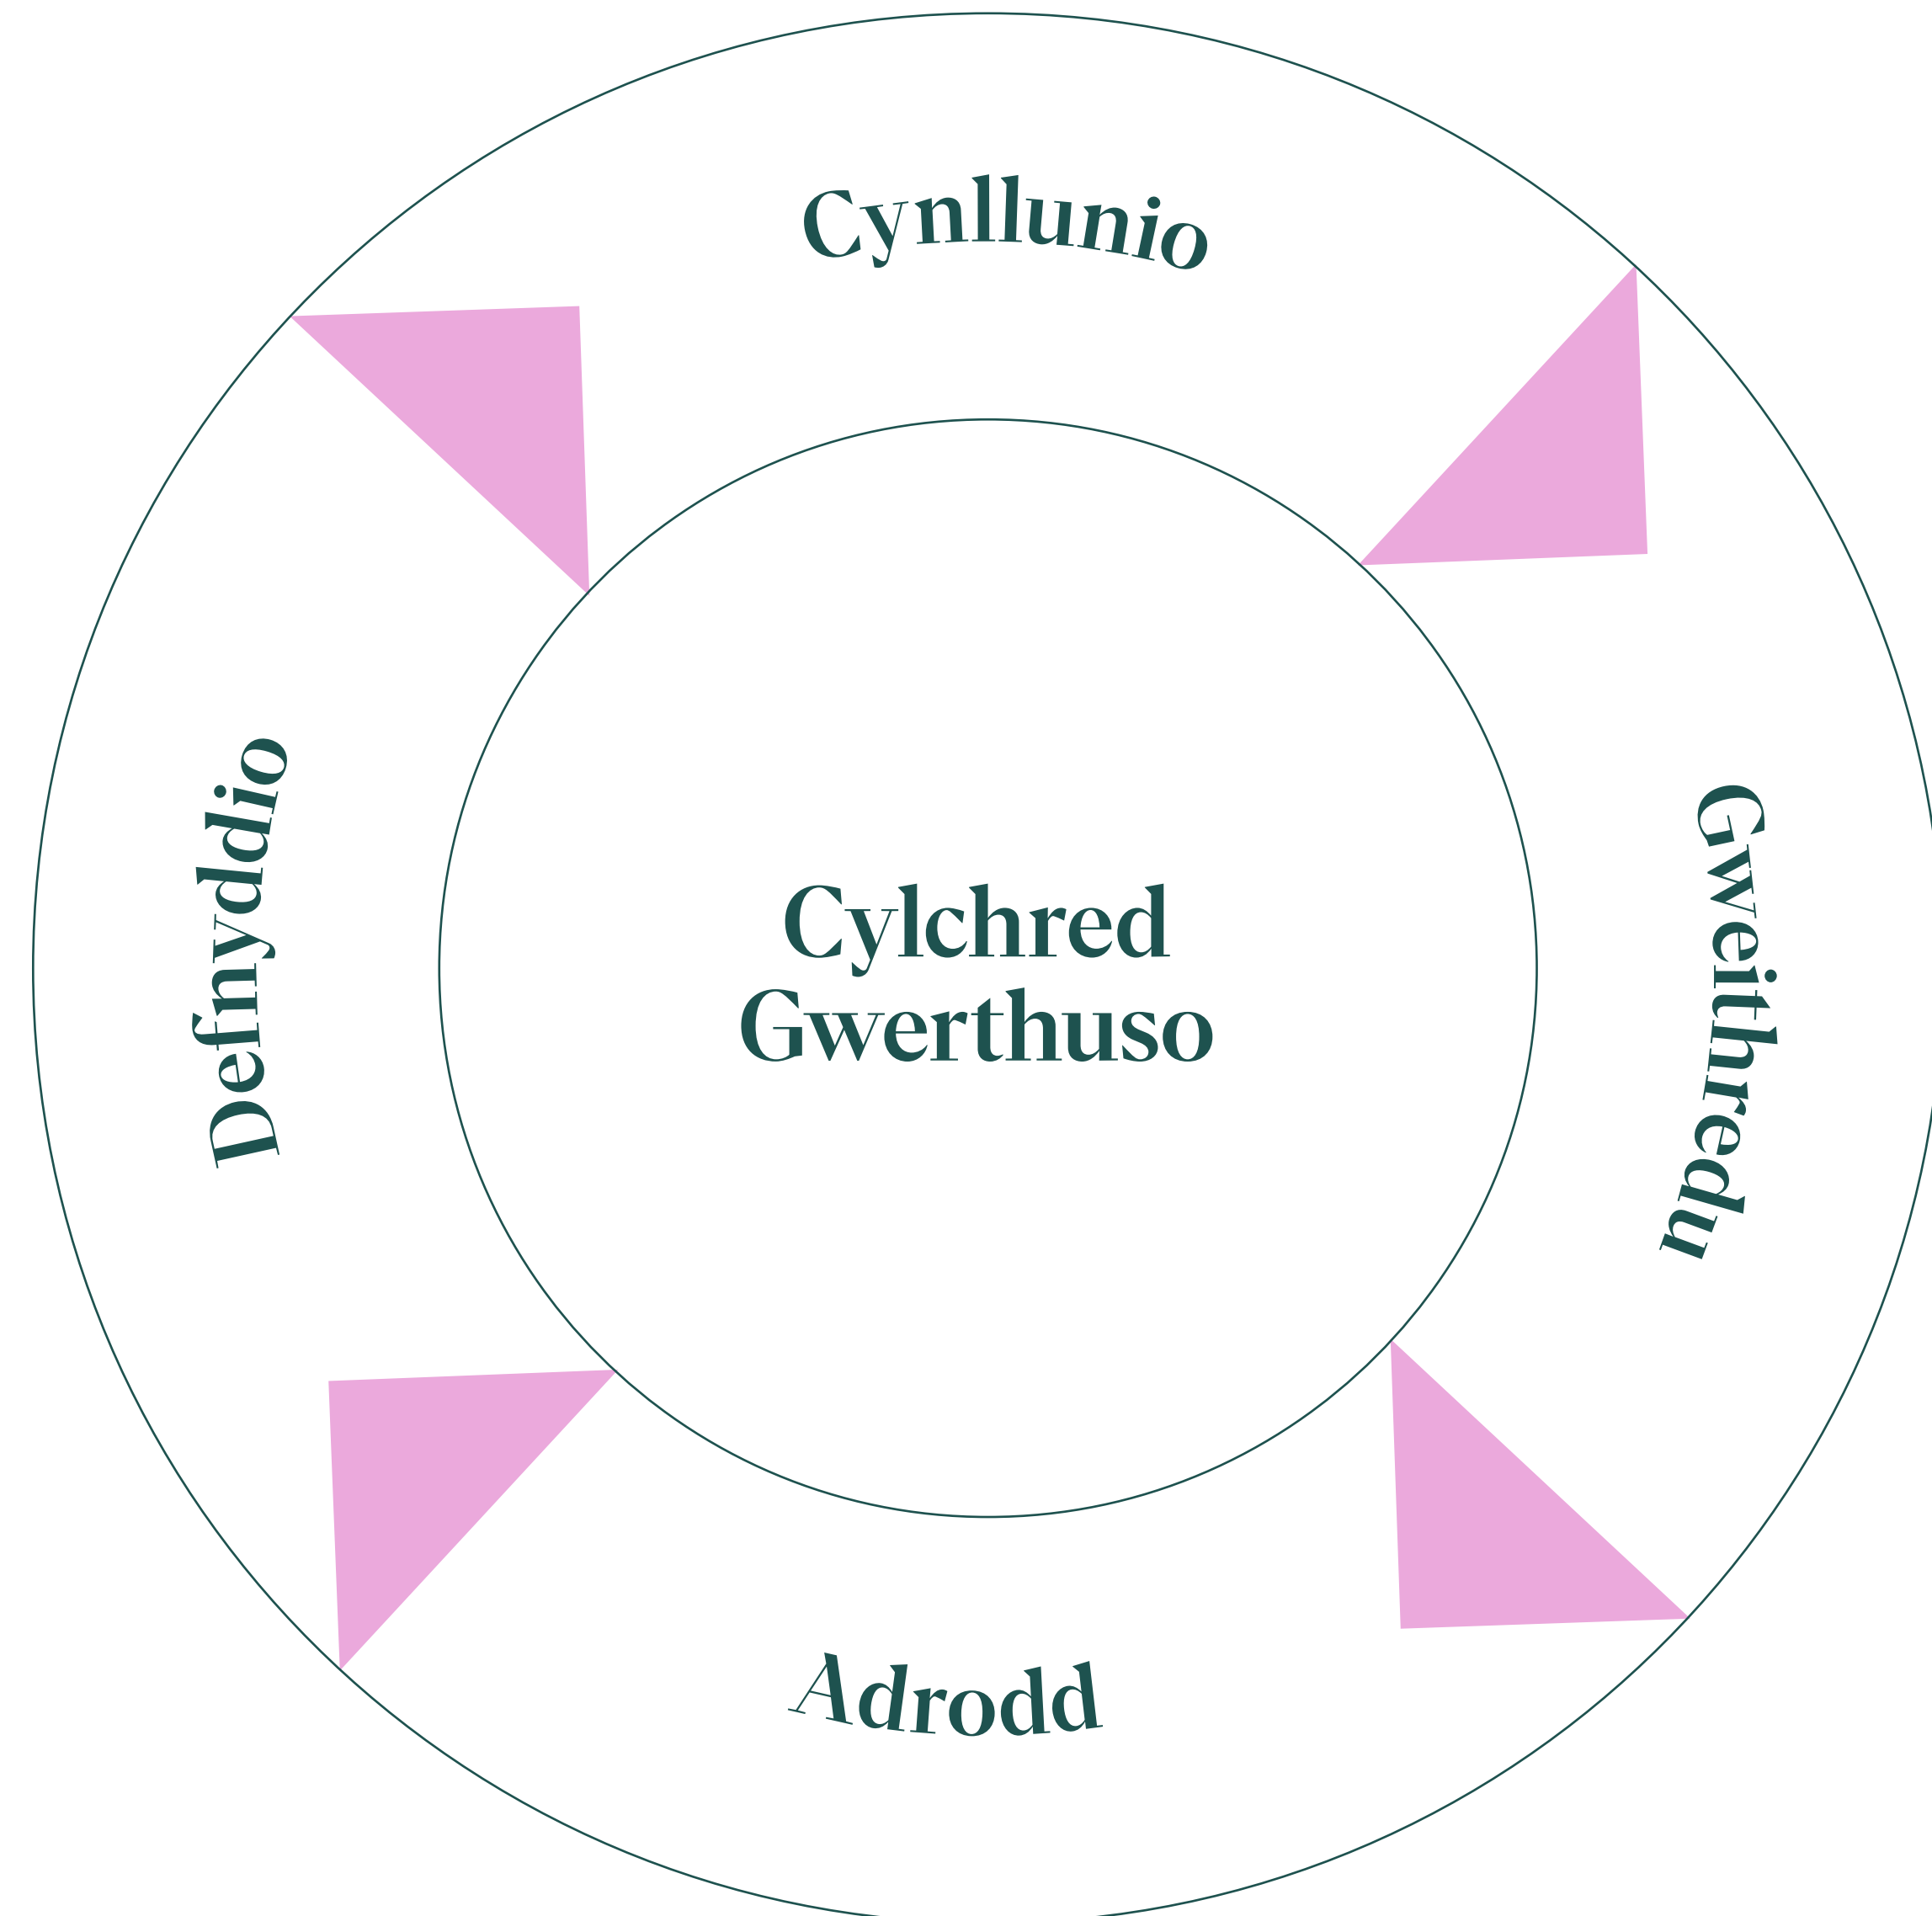 Cynllunio
Gweithredu
Adrodd
Defnyddio
Cylchred
Gwerthuso